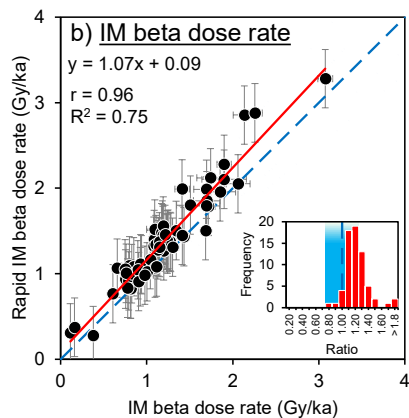 b) IM beta dose rate
y = 1.07x + 0.09
r = 0.96
R² = 0.75
Rapid IM beta dose rate (Gy/ka)
4
3
2
1
0
Frequency
20
15
10
5
0
0.20
0.40
0.60
0.80
1.00
1.20
1.40
1.60
>1.8
Ratio
0 1 2 3 4
IM beta dose rate (Gy/ka)